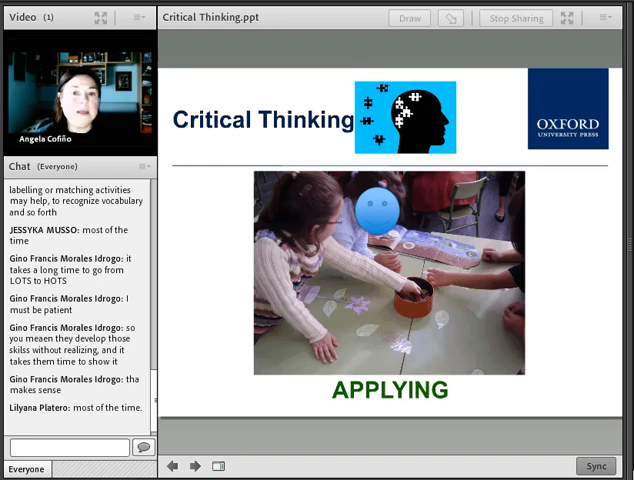 Video (1)
Critical Thinking.ppt
Draw
Stop Sharing
Critical Thinking
OXFORD
UNIVERSITY PRESS
Angela Cofiño
Chat (Everyone)
labelling or matching activities
may help, to recognize vocabulary
and so forth
JESSYKA MUSSO: most of the
time
Gino Francis Morales Idrogo: it
takes a long time to go from
LOTS to HOTS
Gino Francis Morales Idrogo: I
must be patient
Gino Francis Morales Idrogo: so
you meaen they develop those
skilss without realizing, and it
takes them time to show it
Gino Francis Morales Idrogo: tha
makes sense
Lilyana Platero: most of the time.
APPLYING
Everyone
Sync